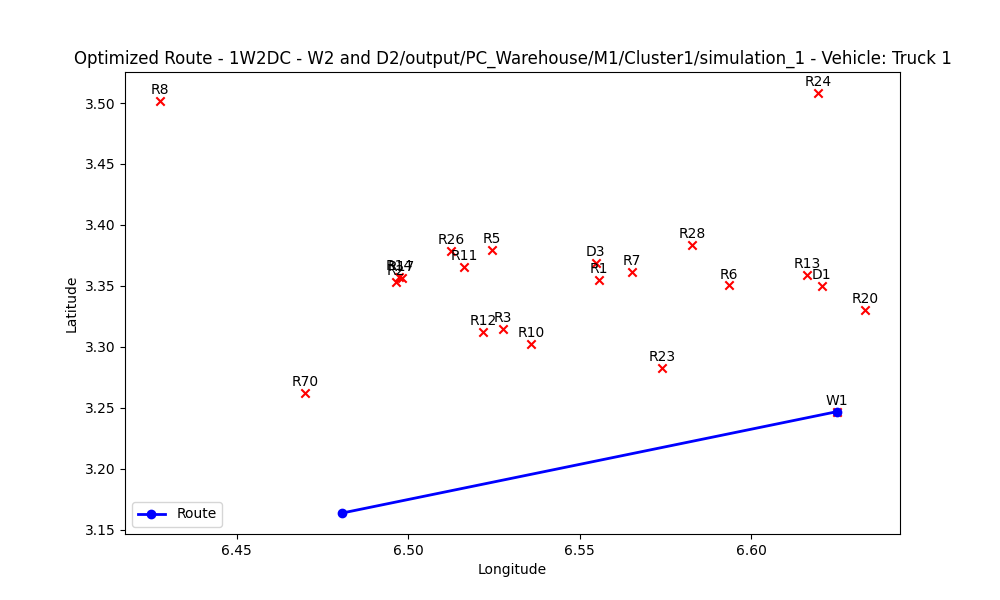 Optimized Route - 1W2DC - W2 and D2/output/PC_Warehouse/M1/Cluster1/simulation_1 - Vehicle: Truck 1
R8
R24
3.50
3.45
3.40
3.35
3.30
3.25
3.20
3.15
Latitude
R26
R5
R11
R14
R17
D3
R1
R7
R28
R6
R13
D1
R20
R12
R3
R10
R23
R70
W1
Route
6.45
6.50
6.55
6.60
Longitude